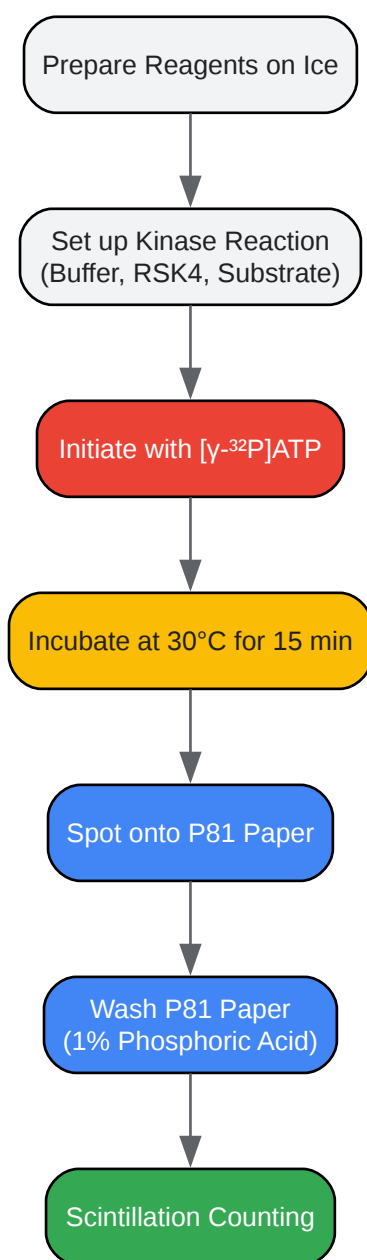 Prepare Reagents on Ice
Set up Kinase Reaction
(Buffer, RSK4, Substrate)
Initiate with [γ-³²P]ATP
Incubate at 30°C for 15 min
Spot onto P81 Paper
Wash P81 Paper
(1% Phosphoric Acid)
Scintillation Counting